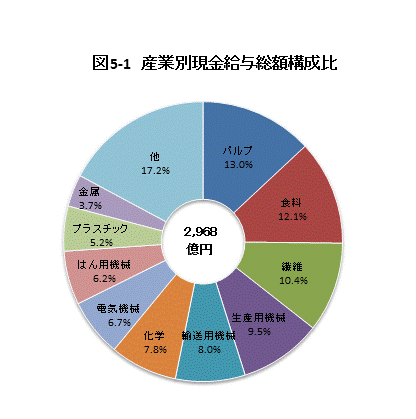 図5-1 産業別現金給与総額構成比
パルプ
13.0%
食料
12.1%
繊維
10.4%
生産用機械
9.5%
輸送用機械
8.0%
化学
7.8%
電気機械
6.7%
はん用機械
6.2%
プラスチック
5.2%
金属
3.7%
他
17.2%
2,968
億円